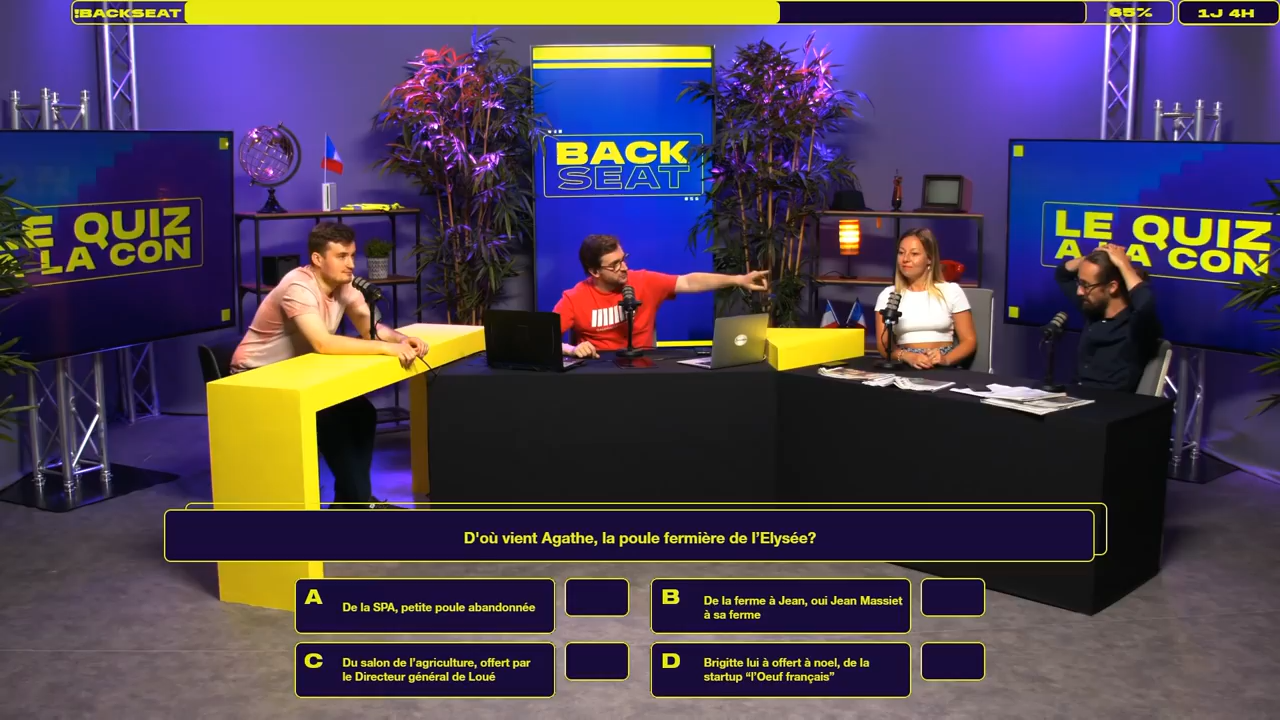 !BACKSEAT
65%
1J 4H
BACK
SEAT
LE QUIZ
A LA CON
LE QUIZ
A LA CON
D'où vient Agathe, la poule fermière de l'Elysée?
A
De la SPA, petite poule abandonnée
B
De la ferme à Jean, oui Jean Massiet
à sa ferme
C
Du salon de l'agriculture, offert par
le Directeur général de Loué
D
Brigitte lui à offert à noel, de la
startup “l'Oeuf français”